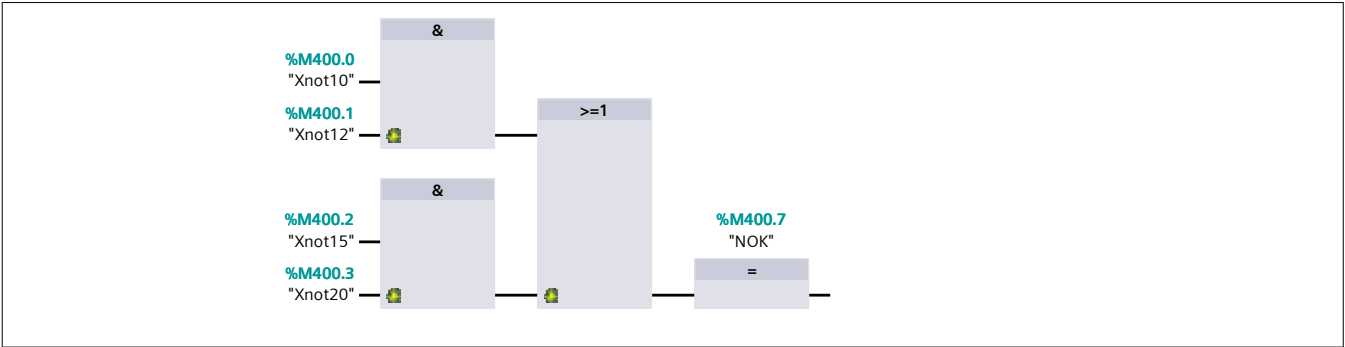 &
%M400.0
"Xnot10"
%M400.1
"Xnot12"
>=1
&
%M400.2
"Xnot15"
%M400.3
"Xnot20"
%M400.7
"NOK"
=